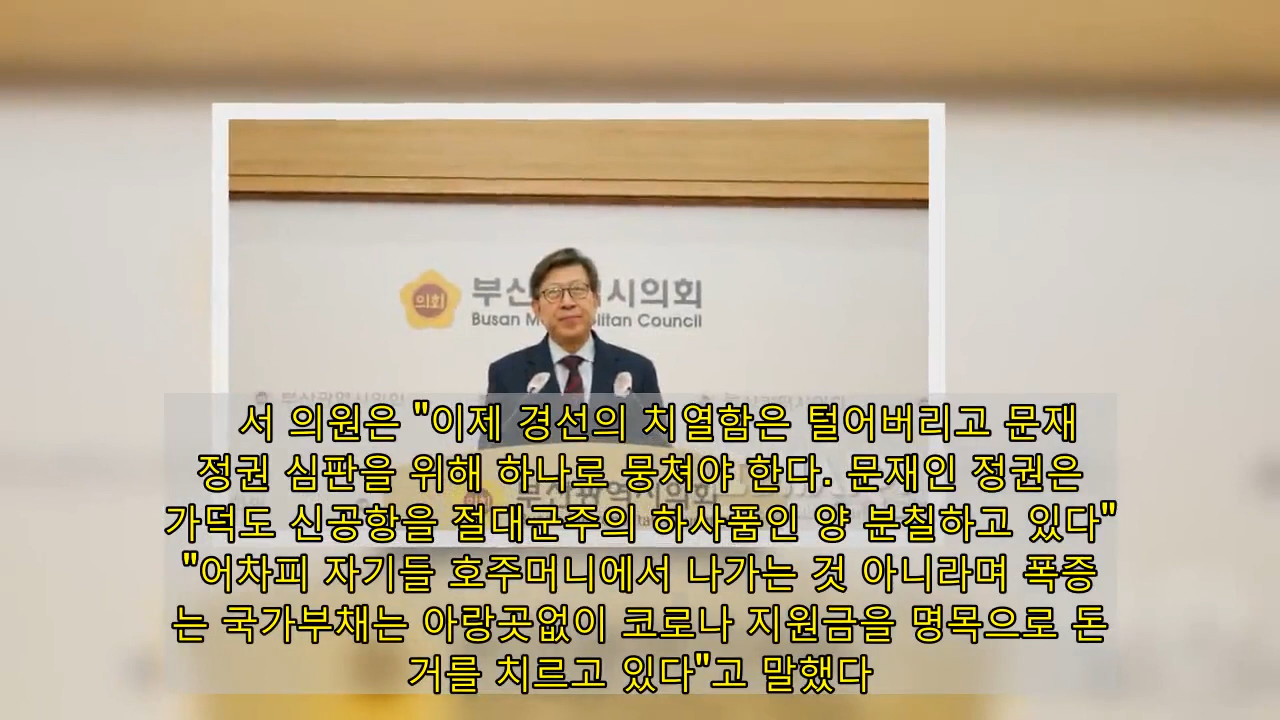 의회
부산 시의회
Busan M litan Council
서 의원은 "이제 경선의 치열함은 털어버리고 문재
정권 심판을 위해 하나로 뭉쳐야 한다. 문재인 정권은
가덕도 신공항을 절대군주의 하사품인 양 분칠하고 있다"
"어차피 자기들 호주머니에서 나가는 것 아니라며 폭증
는 국가부채는 아랑곳없이 코로나 지원금을 명목으로 돈
거를 치르고 있다"고 말했다